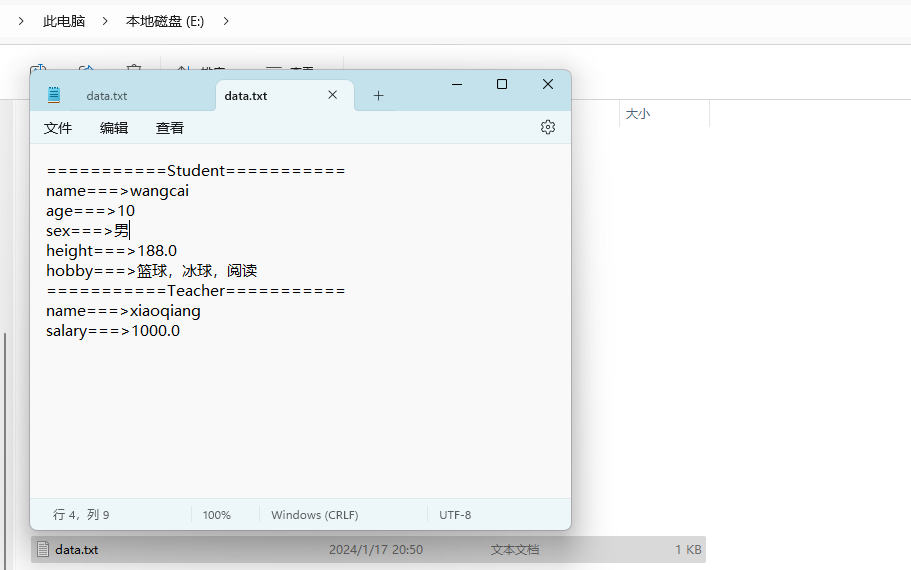 此电脑 本地磁盘 (E:)
大小
data.txt data.txt
文件 编辑 查看
===========Student===========
name===>wangcai
age===>10
sex===>男
height===>188.0
hobby===>篮球，冰球，阅读
===========Teacher===========
name===>xiaoqiang
salary===>1000.0
行 4，列 9 100% Windows (CRLF) UTF-8
data.txt 2024/1/17 20:50 文本文档 1 KB